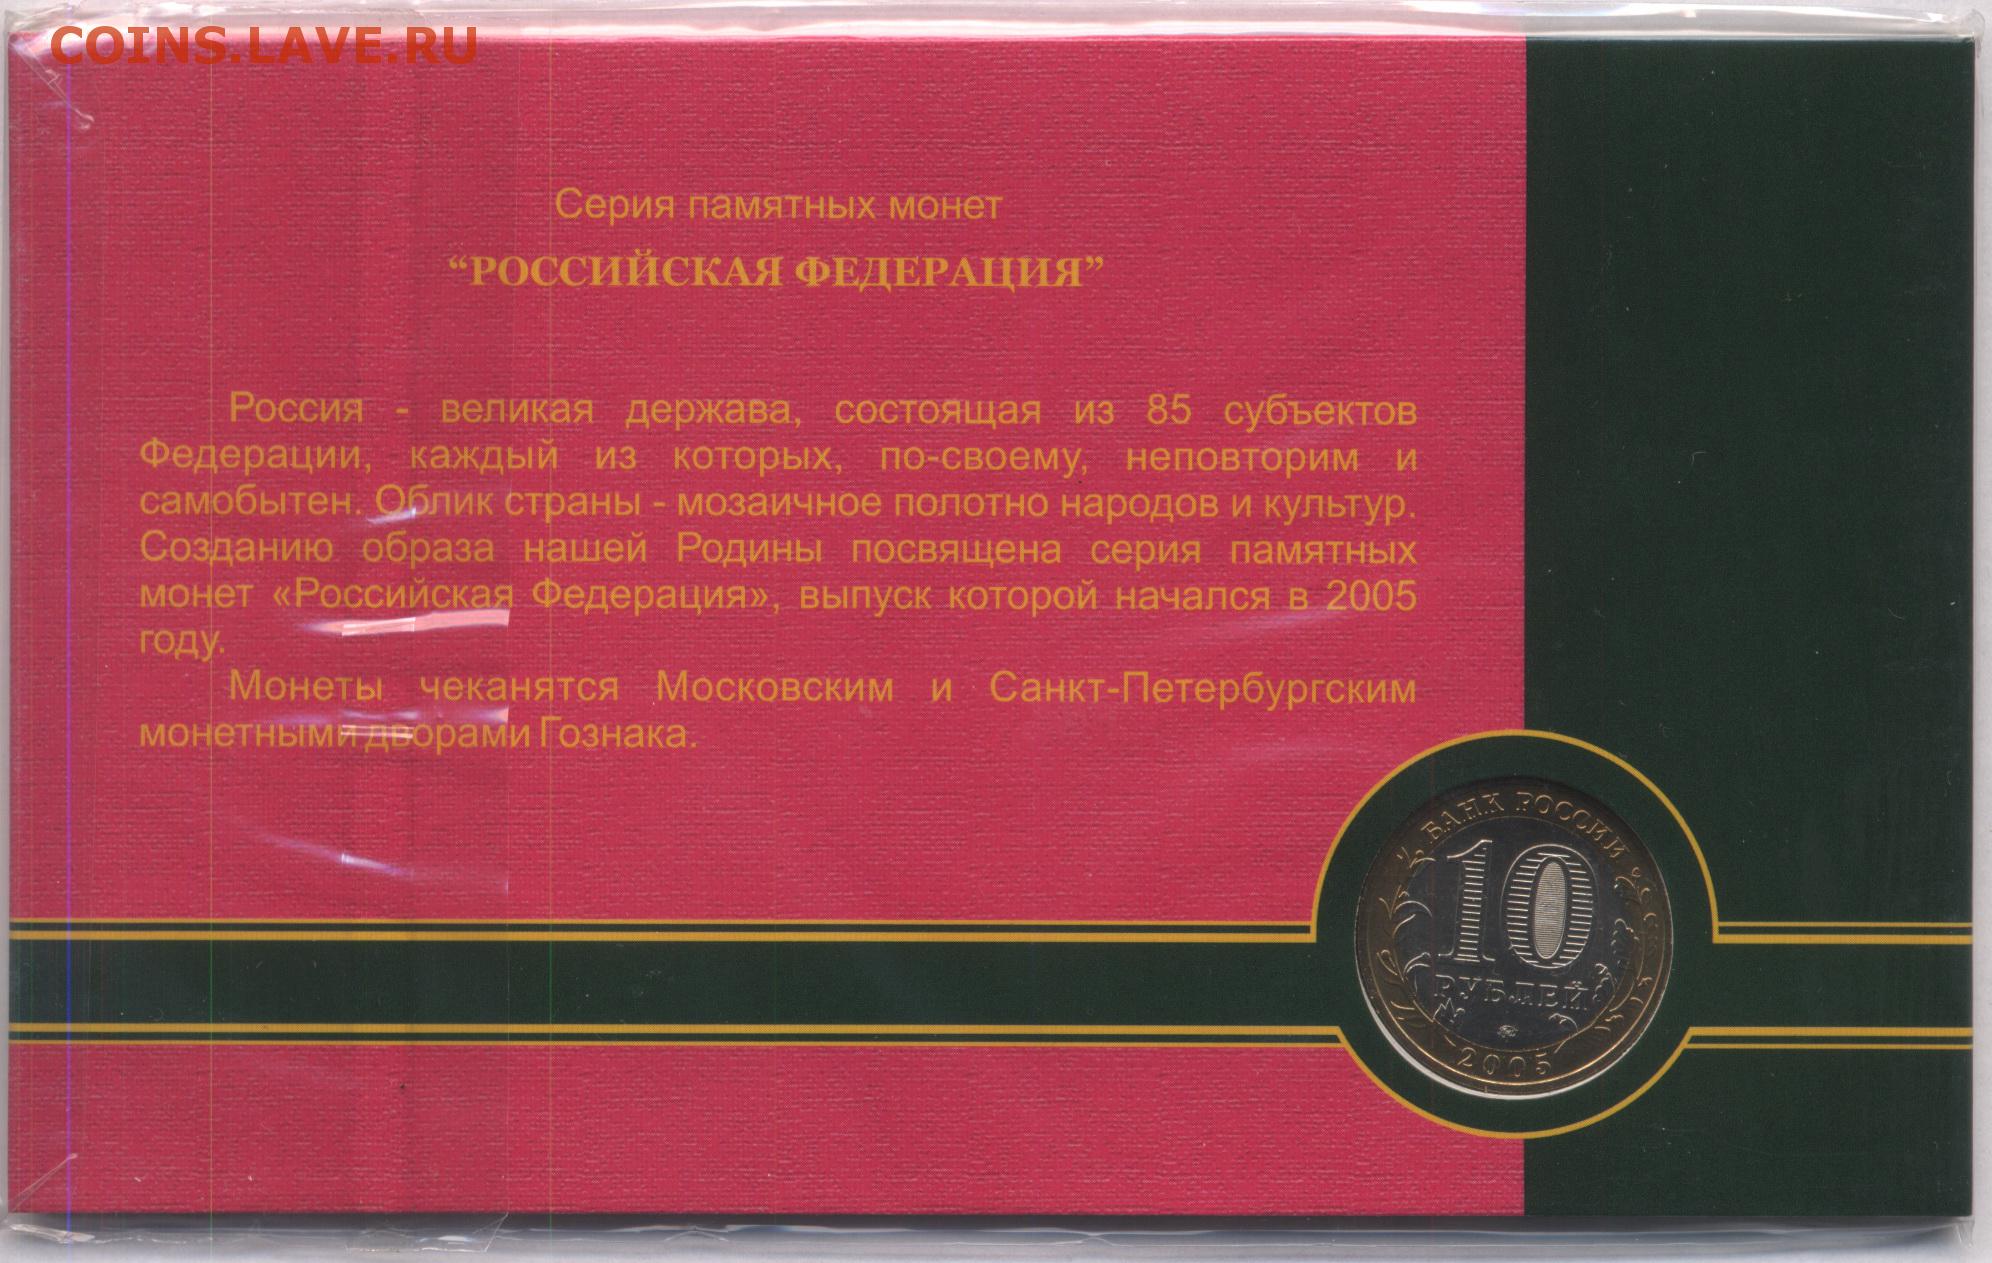 COINS.LAVE.RU
Серия памятных монет
“РОССИЙСКАЯ ФЕДЕРАЦИЯ”
Россия - великая держава, состоящая из 85 субъектов
Федерации, каждый из которых, по-своему, неповторим и
самобытен. Облик страны - мозаичное полотно народов и культур.
Созданию образа нашей Родины посвящена серия памятных
монет «Российская Федерация», выпуск которой начался в 2005
году.
Монеты чеканятся Московским и Санкт-Петербургским
монетными дворами Гознака.
БАНК РОССИИ
10
РУБЛЕЙ
2005